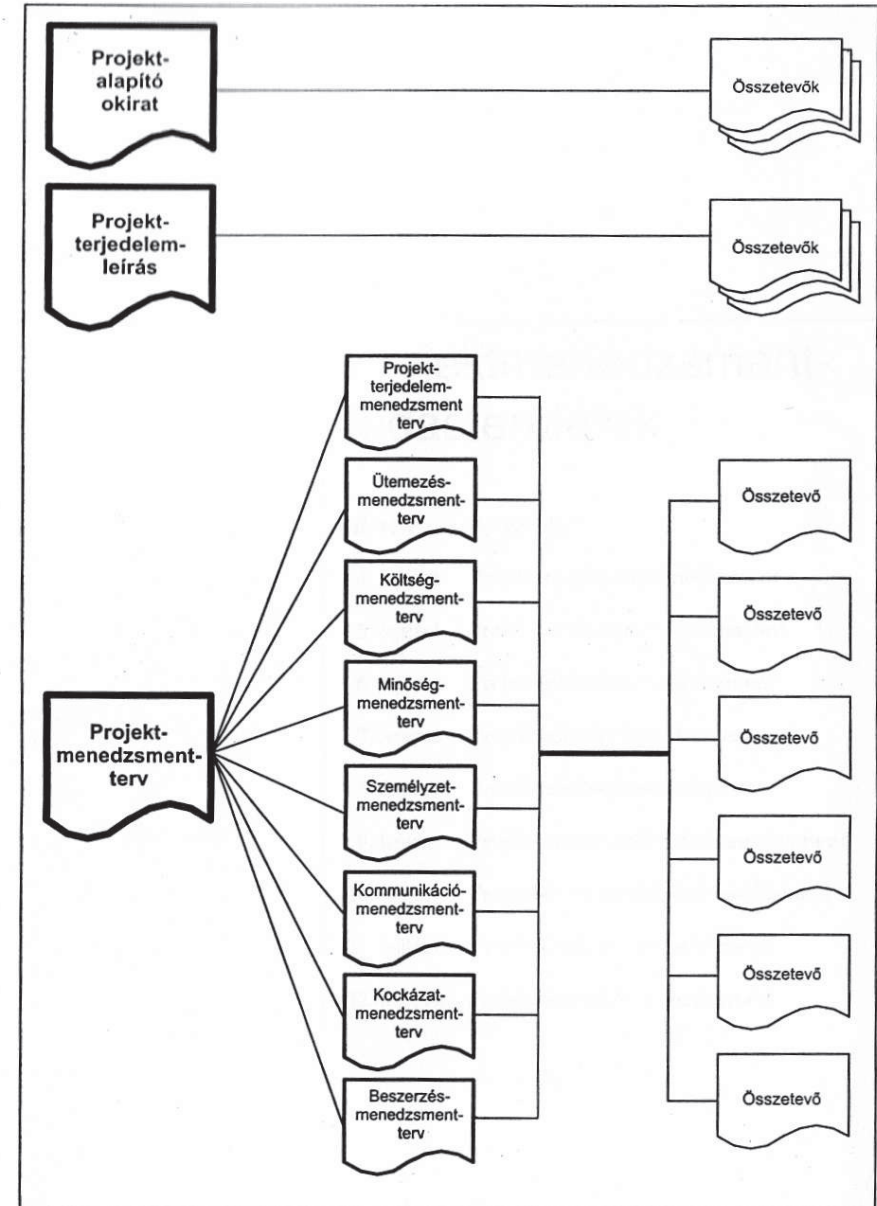 Projekt-
alapító
okirat
Összetevők
Projekt-
terjedelem-
leírás
Összetevők
Projekt-
terjedelem-
menedzsment
terv
Ütemezés-
menedzsment-
terv
Költség-
menedzsment-
terv
Minőség-
menedzsment-
terv
Projekt-
menedzsment-
terv
Személyzet-
menedzsment-
terv
Kommunikáció-
menedzsment-
terv
Kockázat-
menedzsment-
terv
Beszerzés-
menedzsment-
terv
Összetevő
Összetevő
Összetevő
Összetevő
Összetevő
Összetevő